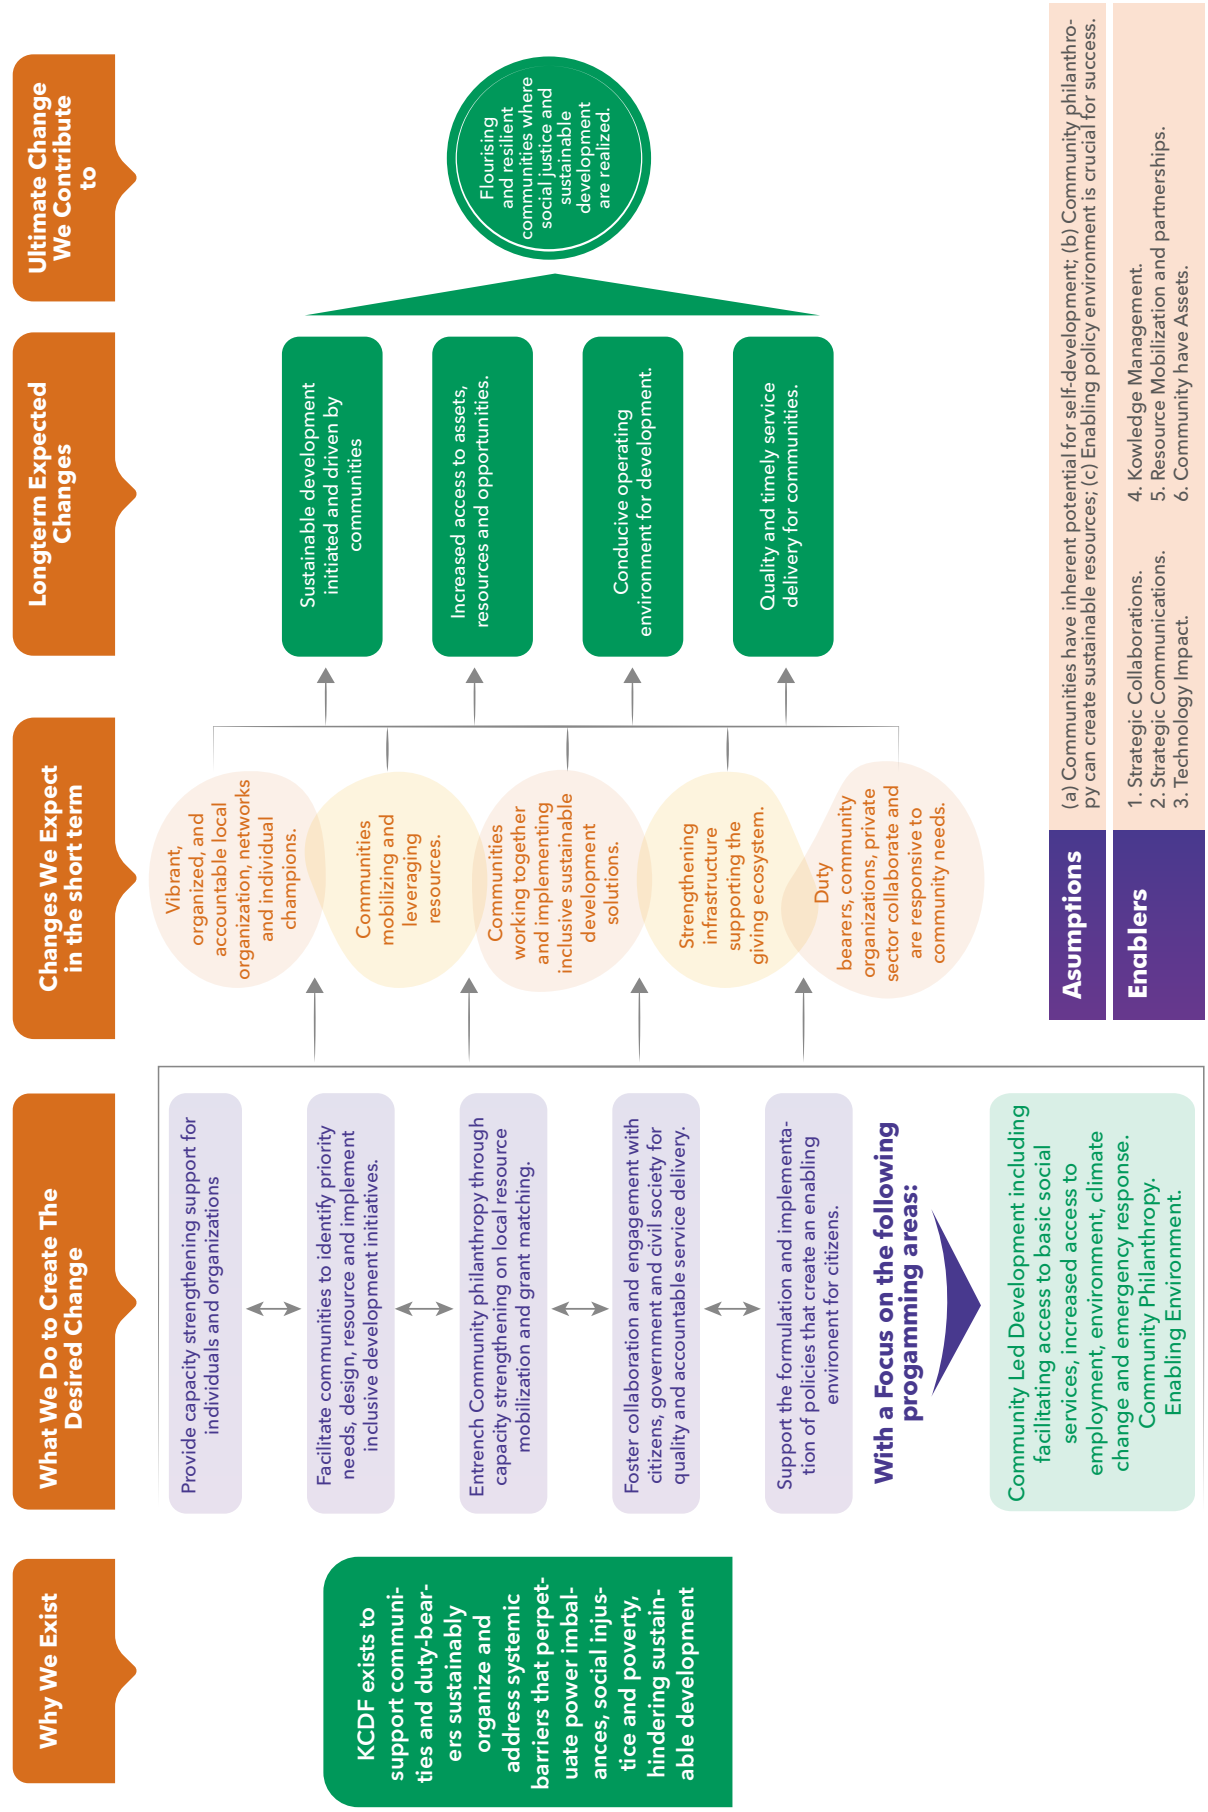 Why We Exist
KCDF exists to
support communi-
ties and duty-bear-
ers sustainably
organize and
address systemic
barriers that perpet-
uate power imbal-
ances, social injus-
tice and poverty,
hindering sustain-
able development
What We Do to Create The
Desired Change
Provide capacity strengthening support for
individuals and organizations
Facilitate communities to identify priority
needs, design, resource and implement
inclusive development initiatives.
Entrench Community philanthropy through
capacity strengthening on local resource
mobilization and grant matching.
Foster collaboration and engagement with
citizens, government and civil society for
quality and accountable service delivery.
Support the formulation and implementa-
tion of policies that create an enabling
environent for citizens.
With a Focus on the following
progamming areas:
Community Led Development including
facilitating access to basic social
services, increased access to
employment, environment, climate
change and emergency response.
Community Philanthropy.
Enabling Environment.
Changes We Expect
in the short term
Vibrant,
organized, and
accountable local
organization, networks
and individual
champions.
Communities
mobilizing and
leveraging
resources.
Communities
working together
and implementing
inclusive sustainable
development
solutions.
Strengthening
infrastructure
supporting the
giving ecosystem.
Duty
bearers, community
organizations, private
sector collaborate and
are responsive to
community needs.
Longterm Expected
Changes
Sustainable development
initiated and driven by
communities
Increased access to assets,
resources and opportunities.
Conducive operating
environment for development.
Quality and timely service
delivery for communities.
Ultimate Change
We Contribute
to
Flourising
and resilient
communities where
social justice and
sustainable
development
are realized.
Asumptions
(a) Communities have inherent potential for self-development; (b) Community philanthro-
py can create sustainable resources; (c) Enabling policy environment is crucial for success.
Enablers
1. Strategic Collaborations.
2. Strategic Communications.
3. Technology Impact.
4. Kowledge Management.
5. Resource Mobilization and partnerships.
6. Community have Assets.